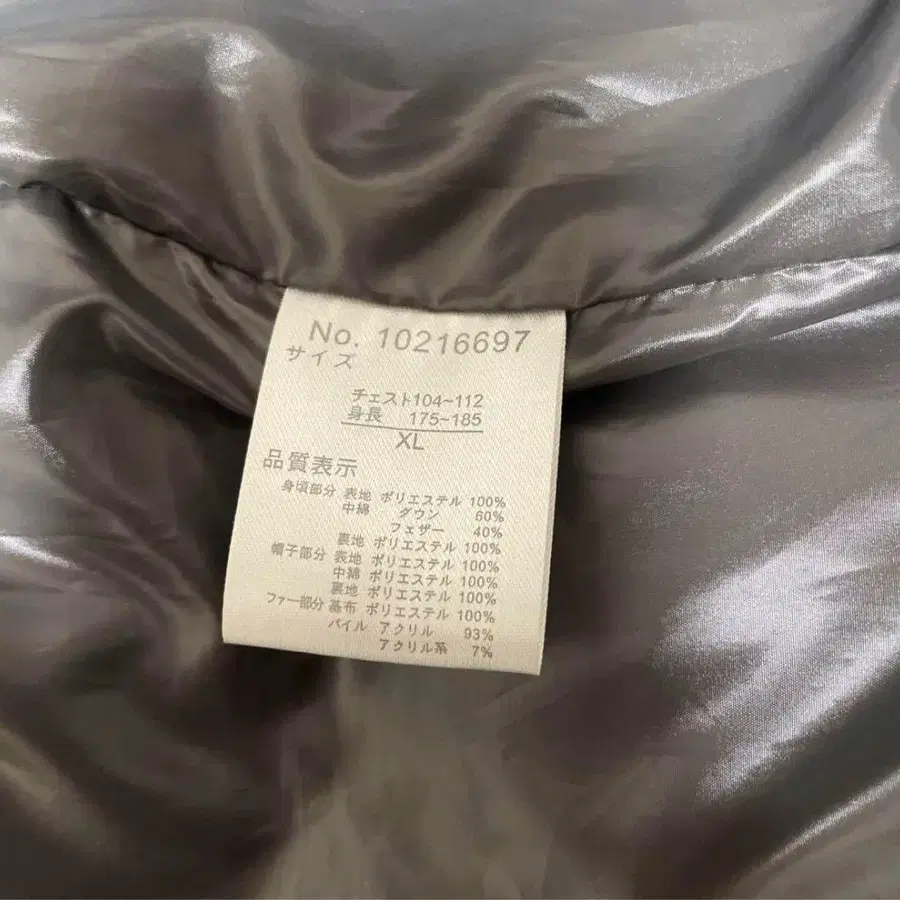 No. 10216697
サイズ
チェスト104~112
身長 175~185
XL
品質表示
身頃部分 表地 ポリエステル 100%
中綿 ダウン 60%
フェザー 40%
裏地 ポリエステル 100%
帽子部分 表地 ポリエステル 100%
中綿 ポリエステル 100%
裏地 ポリエステル 100%
ファー部分 基布 ポリエステル 100%
パイル アクリル 93%
アクリル系 7%